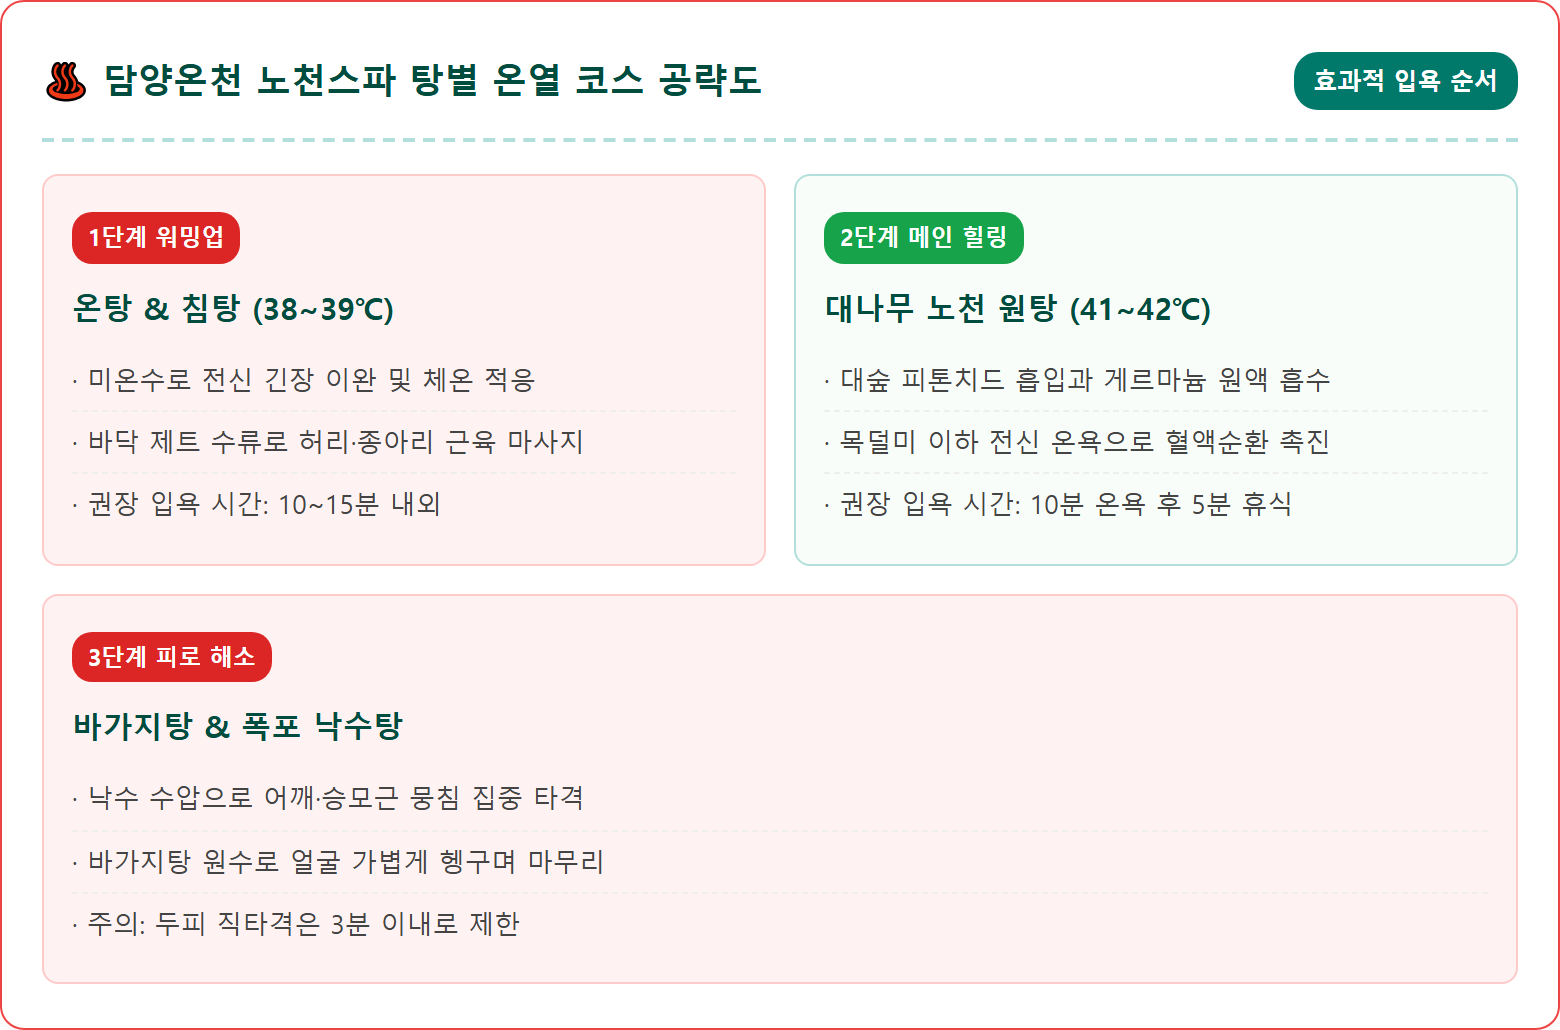 담양온천 노천스파 탕별 온열 코스 공략도
효과적 입욕 순서
1단계 워밍업
온탕 & 침탕 (38~39℃)
· 미온수로 전신 긴장 이완 및 체온 적응
· 바닥 제트 수류로 허리·종아리 근육 마사지
· 권장 입욕 시간: 10~15분 내외
2단계 메인 힐링
대나무 노천 원탕 (41~42℃)
· 대숲 피톤치드 흡입과 게르마늄 원액 흡수
· 목덜미 이하 전신 온욕으로 혈액순환 촉진
· 권장 입욕 시간: 10분 온욕 후 5분 휴식
3단계 피로 해소
바가지탕 & 폭포 낙수탕
· 낙수 수압으로 어깨·승모근 뭉침 집중 타격
· 바가지탕 원수로 얼굴 가볍게 헹구며 마무리
· 주의: 두피 직타격은 3분 이내로 제한